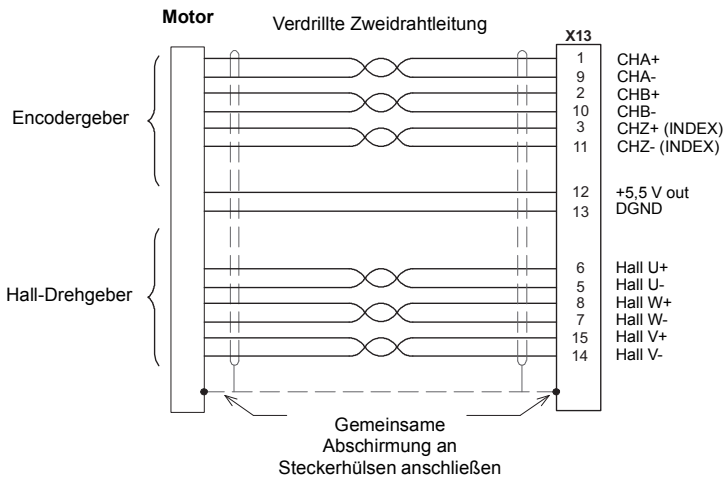 Motor
Verdrillte Zweidrahtleitung
X13
1 CHA+
9 CHA-
2 CHB+
10 CHB-
3 CHZ+ (INDEX)
11 CHZ- (INDEX)
Encodergeber
12 +5,5 V out
13 DGND
6 Hall U+
5 Hall U-
8 Hall W+
7 Hall W-
15 Hall V+
14 Hall V-
Hall-Drehgeber
Gemeinsame
Abschirmung an
Steckerhülsen anschließen